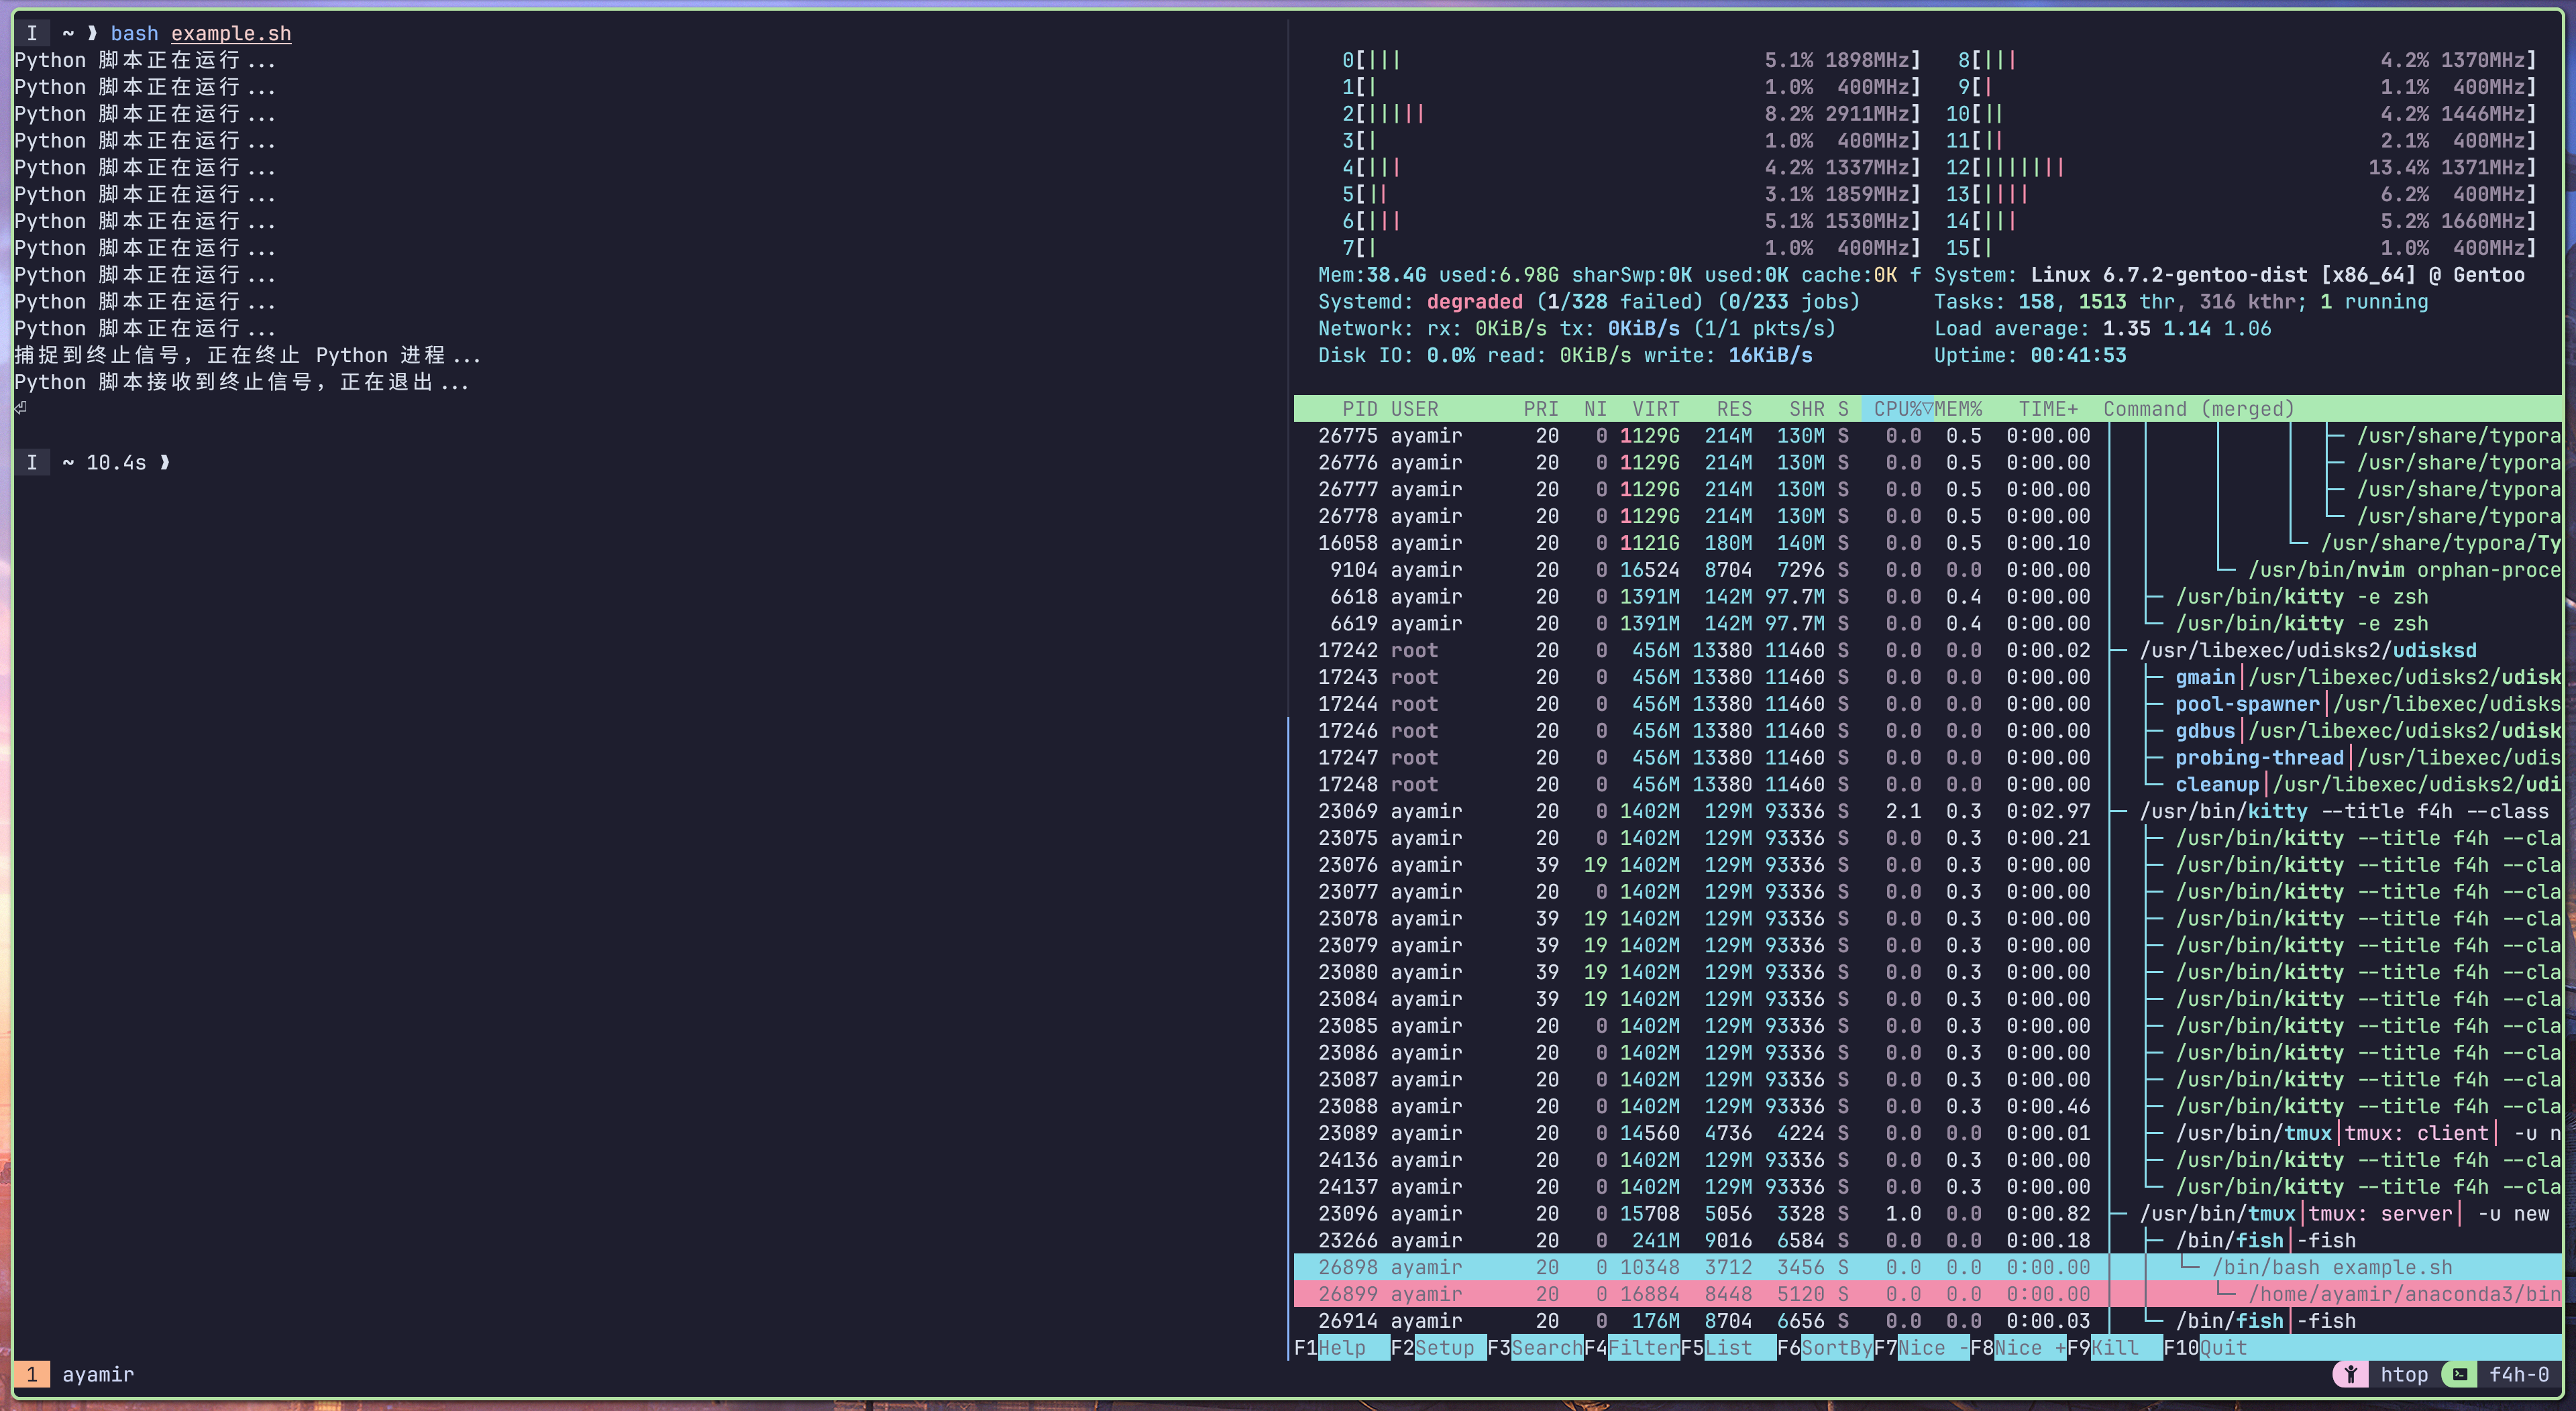 I ~ ❱ bash example.sh
Python 脚本正在运行...
Python 脚本正在运行...
Python 脚本正在运行...
Python 脚本正在运行...
Python 脚本正在运行...
Python 脚本正在运行...
Python 脚本正在运行...
Python 脚本正在运行...
Python 脚本正在运行...
Python 脚本正在运行...
Python 脚本正在运行...
捕捉到终止信号，正在终止 Python 进程...
Python 脚本接收到终止信号，正在退出...
⏎
I ~ 10.4s ❱
0[||| 5.1% 1898MHz] 8[||| 4.2% 1370MHz]
1[| 1.0% 400MHz] 9[| 1.1% 400MHz]
2[||||| 8.2% 2911MHz] 10[|| 4.2% 1446MHz]
3[| 1.0% 400MHz] 11[|| 2.1% 400MHz]
4[||| 4.2% 1337MHz] 12[||||||| 13.4% 1371MHz]
5[|| 3.1% 1859MHz] 13[|||| 6.2% 400MHz]
6[||| 5.1% 1530MHz] 14[||| 5.2% 1660MHz]
7[| 1.0% 400MHz] 15[| 1.0% 400MHz]
Mem:38.4G used:6.98G sharSwp:0K used:0K cache:0K f System: Linux 6.7.2-gentoo-dist [x86_64] @ Gentoo
Systemd: degraded (1/328 failed) (0/233 jobs) Tasks: 158, 1513 thr, 316 kthr; 1 running
Network: rx: 0KiB/s tx: 0KiB/s (1/1 pkts/s) Load average: 1.35 1.14 1.06
Disk IO: 0.0% read: 0KiB/s write: 16KiB/s Uptime: 00:41:53
PID USER PRI NI VIRT RES SHR S CPU%▽MEM% TIME+ Command (merged)
26775 ayamir 20 0 1129G 214M 130M S 0.0 0.5 0:00.00 │ │ │ │ ├─ /usr/share/typora
26776 ayamir 20 0 1129G 214M 130M S 0.0 0.5 0:00.00 │ │ │ │ ├─ /usr/share/typora
26777 ayamir 20 0 1129G 214M 130M S 0.0 0.5 0:00.00 │ │ │ │ ├─ /usr/share/typora
26778 ayamir 20 0 1129G 214M 130M S 0.0 0.5 0:00.00 │ │ │ │ └─ /usr/share/typora
16058 ayamir 20 0 1121G 180M 140M S 0.0 0.5 0:00.10 │ │ │ └─ /usr/share/typora/Ty
9104 ayamir 20 0 16524 8704 7296 S 0.0 0.0 0:00.00 │ │ └─ /usr/bin/nvim orphan-proce
6618 ayamir 20 0 1391M 142M 97.7M S 0.0 0.4 0:00.00 │ ├─ /usr/bin/kitty -e zsh
6619 ayamir 20 0 1391M 142M 97.7M S 0.0 0.4 0:00.00 │ └─ /usr/bin/kitty -e zsh
17242 root 20 0 456M 13380 11460 S 0.0 0.0 0:00.02 ├─ /usr/libexec/udisks2/udisksd
17243 root 20 0 456M 13380 11460 S 0.0 0.0 0:00.00 │ ├─ gmain│/usr/libexec/udisks2/udisk
17244 root 20 0 456M 13380 11460 S 0.0 0.0 0:00.00 │ ├─ pool-spawner│/usr/libexec/udisks
17246 root 20 0 456M 13380 11460 S 0.0 0.0 0:00.00 │ ├─ gdbus│/usr/libexec/udisks2/udisk
17247 root 20 0 456M 13380 11460 S 0.0 0.0 0:00.00 │ ├─ probing-thread│/usr/libexec/udis
17248 root 20 0 456M 13380 11460 S 0.0 0.0 0:00.00 │ └─ cleanup│/usr/libexec/udisks2/udi
23069 ayamir 20 0 1402M 129M 93336 S 2.1 0.3 0:02.97 ├─ /usr/bin/kitty --title f4h --class
23075 ayamir 20 0 1402M 129M 93336 S 0.0 0.3 0:00.21 │ ├─ /usr/bin/kitty --title f4h --cla
23076 ayamir 39 19 1402M 129M 93336 S 0.0 0.3 0:00.00 │ ├─ /usr/bin/kitty --title f4h --cla
23077 ayamir 20 0 1402M 129M 93336 S 0.0 0.3 0:00.00 │ ├─ /usr/bin/kitty --title f4h --cla
23078 ayamir 39 19 1402M 129M 93336 S 0.0 0.3 0:00.00 │ ├─ /usr/bin/kitty --title f4h --cla
23079 ayamir 39 19 1402M 129M 93336 S 0.0 0.3 0:00.00 │ ├─ /usr/bin/kitty --title f4h --cla
23080 ayamir 39 19 1402M 129M 93336 S 0.0 0.3 0:00.00 │ ├─ /usr/bin/kitty --title f4h --cla
23084 ayamir 39 19 1402M 129M 93336 S 0.0 0.3 0:00.00 │ ├─ /usr/bin/kitty --title f4h --cla
23085 ayamir 20 0 1402M 129M 93336 S 0.0 0.3 0:00.00 │ ├─ /usr/bin/kitty --title f4h --cla
23086 ayamir 20 0 1402M 129M 93336 S 0.0 0.3 0:00.00 │ ├─ /usr/bin/kitty --title f4h --cla
23087 ayamir 20 0 1402M 129M 93336 S 0.0 0.3 0:00.00 │ ├─ /usr/bin/kitty --title f4h --cla
23088 ayamir 20 0 1402M 129M 93336 S 0.0 0.3 0:00.46 │ ├─ /usr/bin/kitty --title f4h --cla
23089 ayamir 20 0 14560 4736 4224 S 0.0 0.0 0:00.01 │ ├─ /usr/bin/tmux│tmux: client│ -u n
24136 ayamir 20 0 1402M 129M 93336 S 0.0 0.3 0:00.00 │ ├─ /usr/bin/kitty --title f4h --cla
24137 ayamir 20 0 1402M 129M 93336 S 0.0 0.3 0:00.00 │ └─ /usr/bin/kitty --title f4h --cla
23096 ayamir 20 0 15708 5056 3328 S 1.0 0.0 0:00.82 ├─ /usr/bin/tmux│tmux: server│ -u new
23266 ayamir 20 0 241M 9016 6584 S 0.0 0.0 0:00.18 │ ├─ /bin/fish│-fish
26898 ayamir 20 0 10348 3712 3456 S 0.0 0.0 0:00.00 │ │ └─ /bin/bash example.sh
26899 ayamir 20 0 16884 8448 5120 S 0.0 0.0 0:00.00 │ │ └─ /home/ayamir/anaconda3/bin
26914 ayamir 20 0 176M 8704 6656 S 0.0 0.0 0:00.03 │ └─ /bin/fish│-fish
F1Help F2Setup F3SearchF4FilterF5List F6SortByF7Nice -F8Nice +F9Kill F10Quit
1 ayamir htop f4h-0